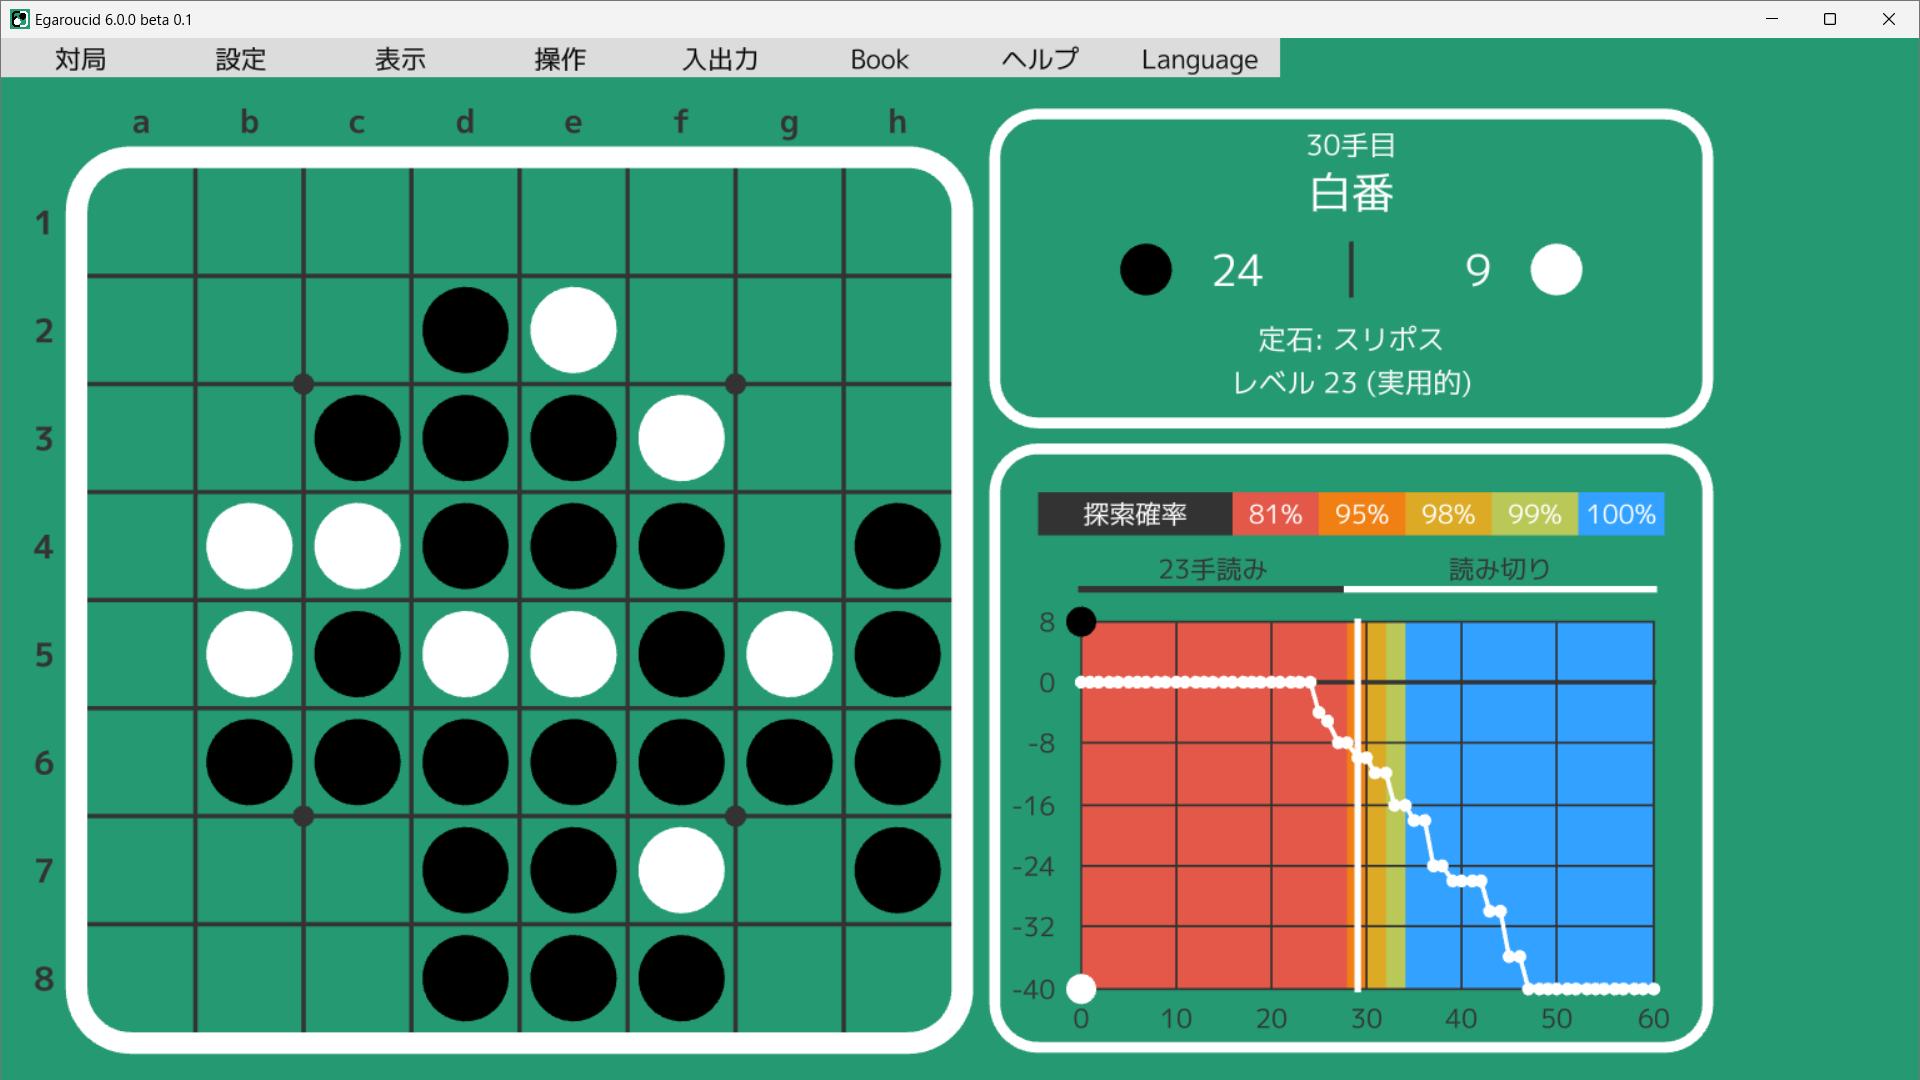 Egaroucid 6.0.0 beta 0.1
対局 設定 表示 操作 入出力 Book ヘルプ Language
a b c d e f g h
1
2
3
4
5
6
7
8
30手目
白番
24 9
定石: スリポス
レベル 23 (実用的)
探索確率 81% 95% 98% 99% 100%
23手読み 読み切り
8
0
-8
-16
-24
-32
-40
0 10 20 30 40 50 60